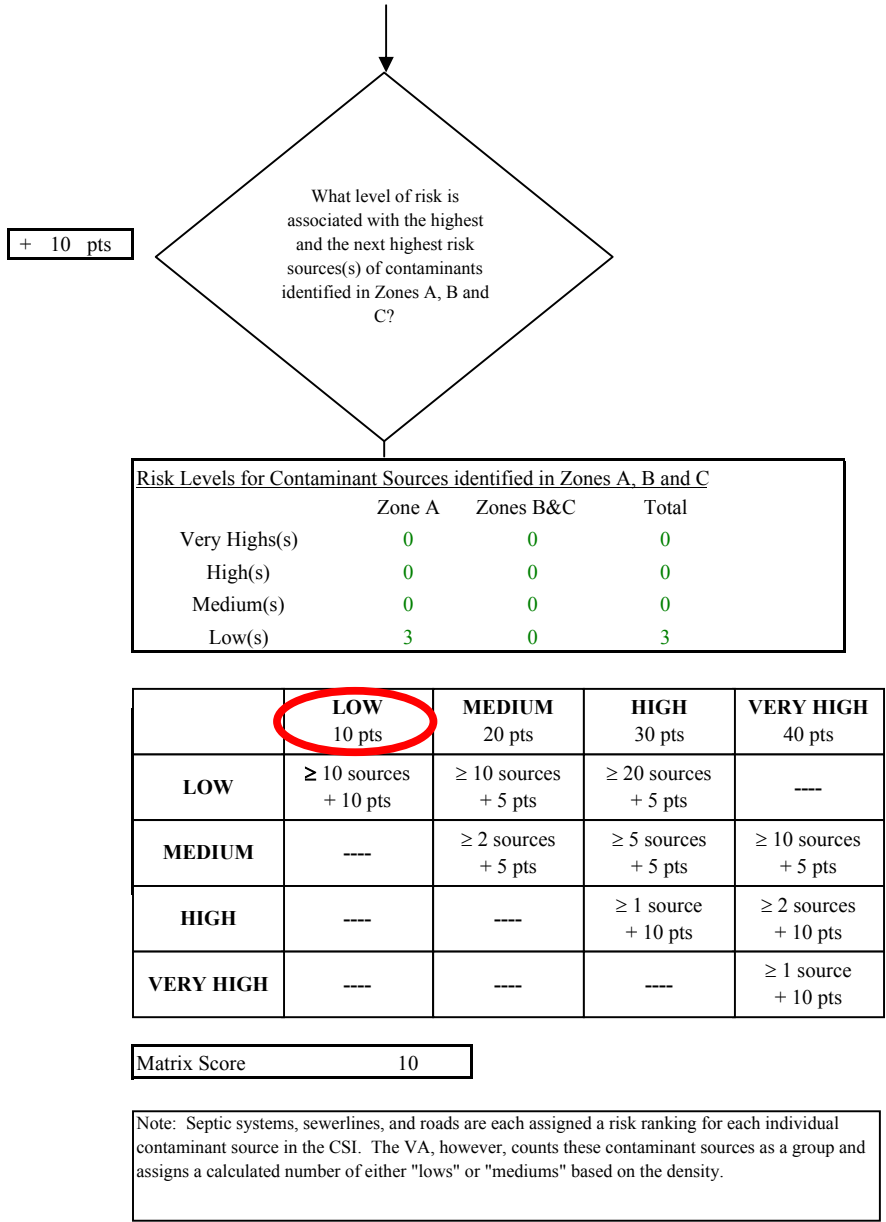 What level of risk is
associated with the highest
and the next highest risk
sources(s) of contaminants
identified in Zones A, B and
C?
+ 10 pts
Risk Levels for Contaminant Sources identified in Zones A, B and C
Zone A Zones B&C Total
Very Highs(s) 0 0 0
High(s) 0 0 0
Medium(s) 0 0 0
Low(s) 3 0 3
LOW MEDIUM HIGH VERY HIGH
10 pts 20 pts 30 pts 40 pts
LOW ≥ 10 sources ≥ 10 sources ≥ 20 sources ----
+ 10 pts + 5 pts + 5 pts
MEDIUM ---- ≥ 2 sources ≥ 5 sources ≥ 10 sources
+ 5 pts + 5 pts + 5 pts
HIGH ---- ---- ≥ 1 source ≥ 2 sources
+ 10 pts + 10 pts
VERY HIGH ---- ---- ---- ≥ 1 source
+ 10 pts
Matrix Score 10
Note: Septic systems, sewerlines, and roads are each assigned a risk ranking for each individual
contaminant source in the CSI. The VA, however, counts these contaminant sources as a group and
assigns a calculated number of either "lows" or "mediums" based on the density.